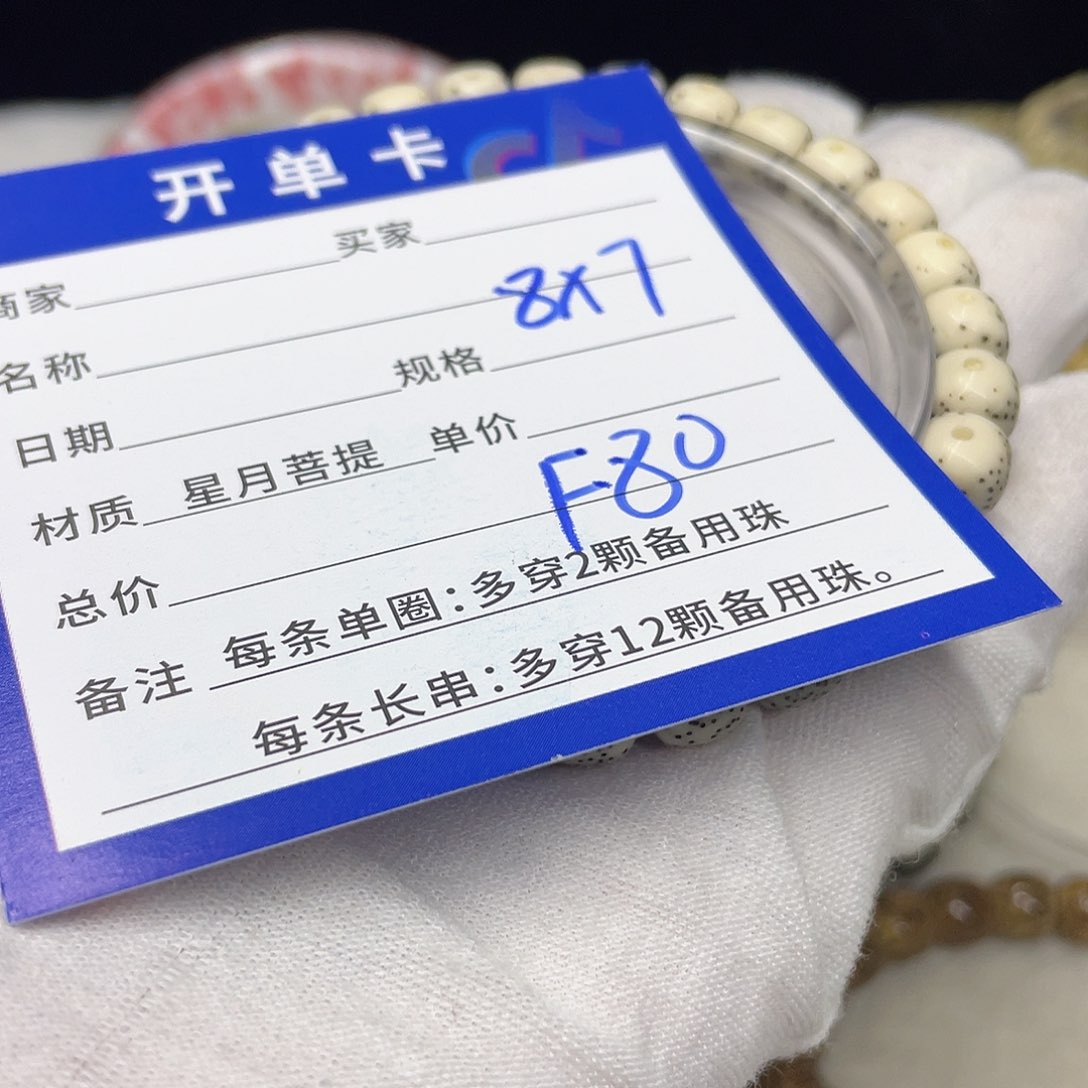 开单卡
商家 买家
名称 8x7
日期 规格
材质 星月菩提 单价
总价 F80
备注 每条单圈：多穿2颗备用珠
每条长串：多穿12颗备用珠。